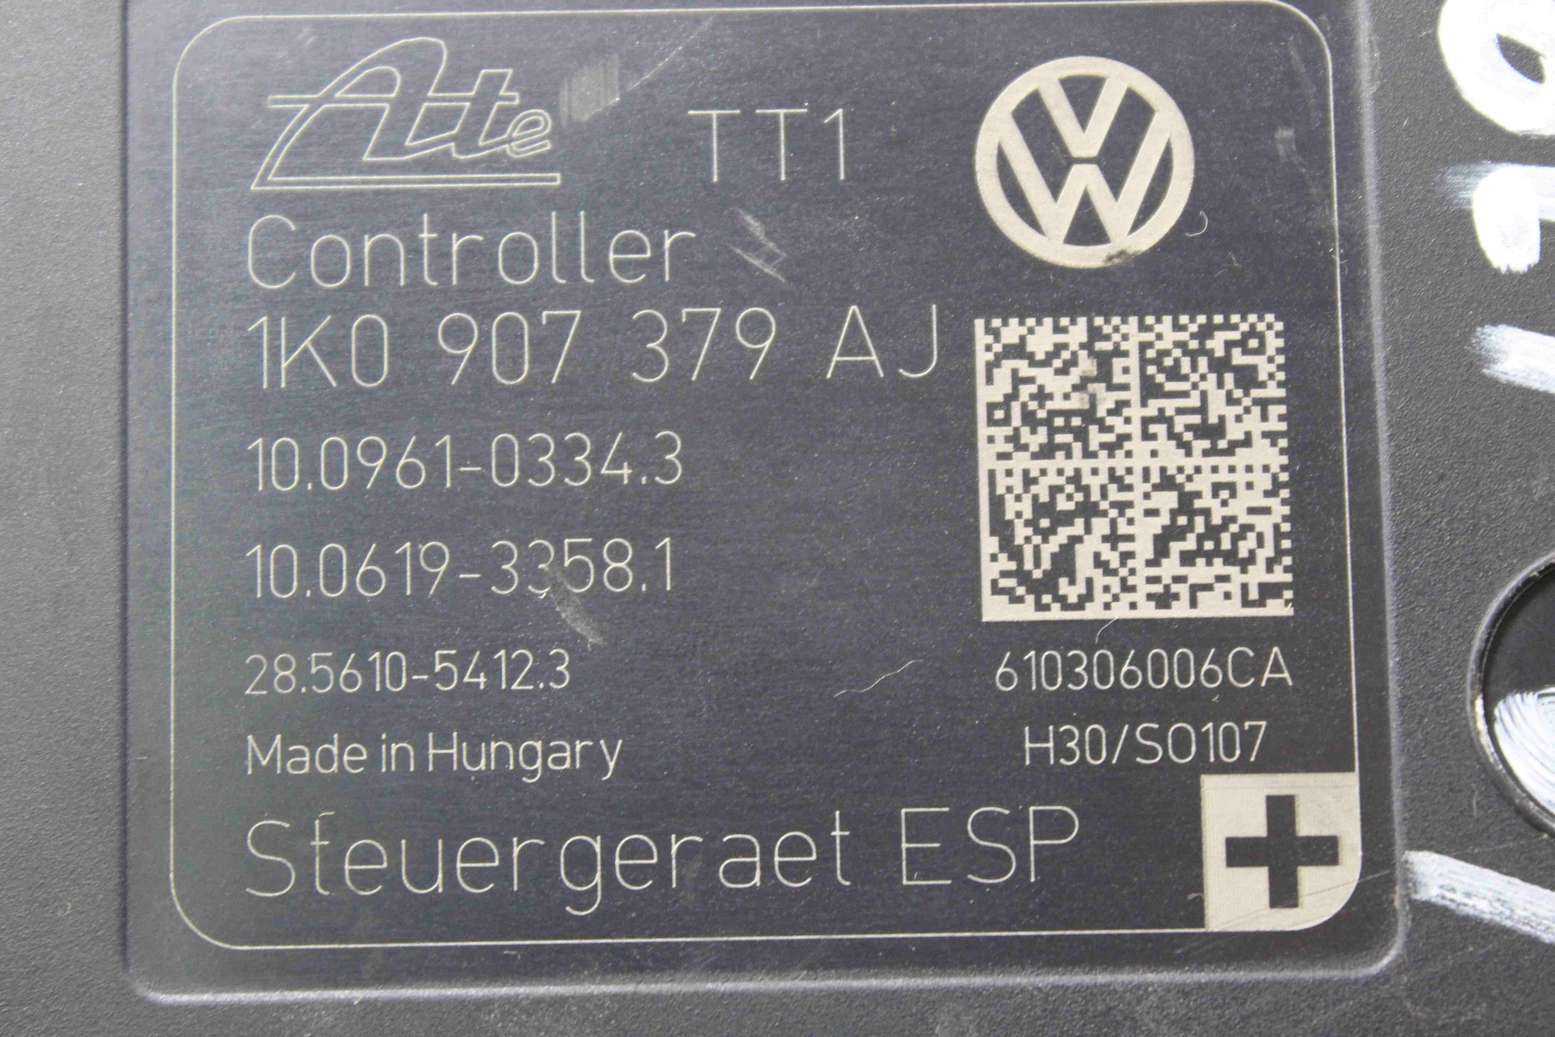 Ate TT1
Controller
1K0 907 379 AJ
10.0961-0334.3
10.0619-3358.1
28.5610-5412.3
610306006CA
Made in Hungary
H30/SO107
Steuergeraet ESP